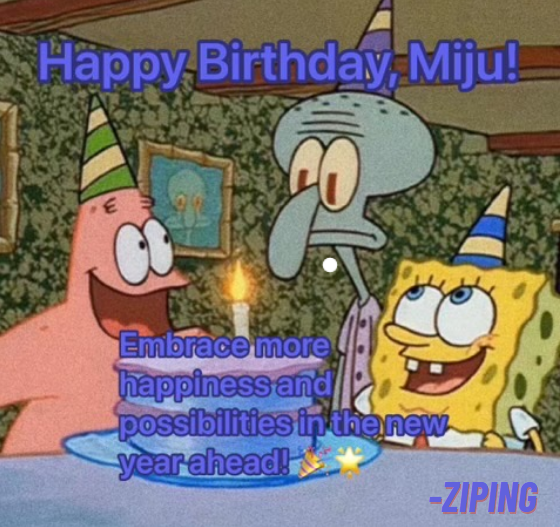 Happy Birthday, Miju!
Embrace more
happiness and
possibilities in the new
year ahead! 🎉 🌟
-ZIPING